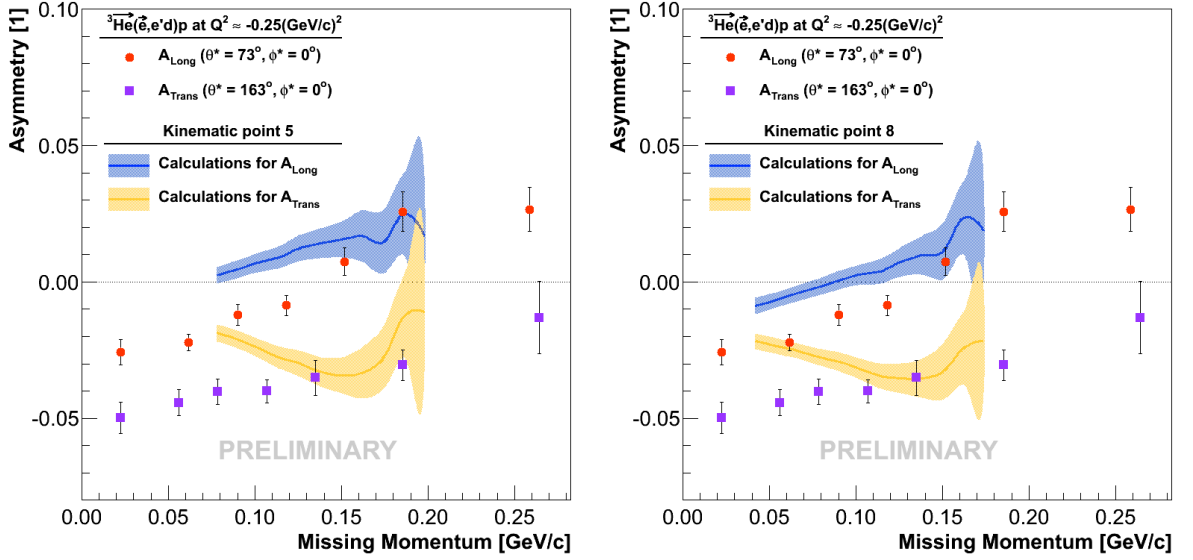 ³He(e,e'd)p at Q² ≈ -0.25(GeV/c)²
A_Long (θ* = 73°, ϕ* = 0°)
A_Trans (θ* = 163°, ϕ* = 0°)
Kinematic point 5
Calculations for A_Long
Calculations for A_Trans
PRELIMINARY
Asymmetry [1]
0.10
0.05
0.00
-0.05
0.00 0.05 0.10 0.15 0.20 0.25
Missing Momentum [GeV/c]
³He(e,e'd)p at Q² ≈ -0.25(GeV/c)²
A_Long (θ* = 73°, ϕ* = 0°)
A_Trans (θ* = 163°, ϕ* = 0°)
Kinematic point 8
Calculations for A_Long
Calculations for A_Trans
PRELIMINARY
Asymmetry [1]
0.10
0.05
0.00
-0.05
0.00 0.05 0.10 0.15 0.20 0.25
Missing Momentum [GeV/c]